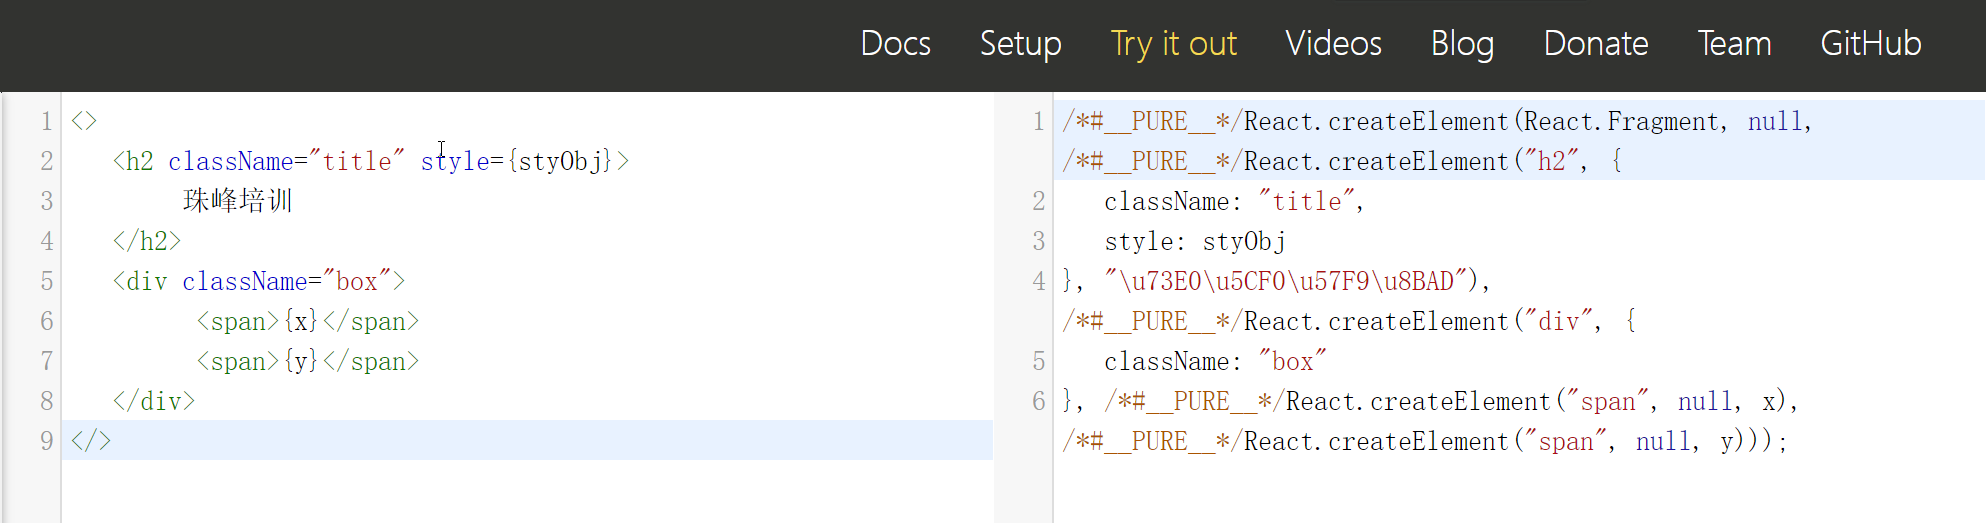 Docs Setup Try it out Videos Blog Donate Team GitHub
1 <>
2 <h2 className="title" style={styObj}>
3 珠峰培训
4 </h2>
5 <div className="box">
6 <span>{x}</span>
7 <span>{y}</span>
8 </div>
9 </>
1 /*#__PURE__*/React.createElement(React.Fragment, null,
/*#__PURE__*/React.createElement("h2", {
2 className: "title",
3 style: styObj
4 }, "\u73E0\u5CF0\u57F9\u8BAD"),
/*#__PURE__*/React.createElement("div", {
5 className: "box"
6 }, /*#__PURE__*/React.createElement("span", null, x),
/*#__PURE__*/React.createElement("span", null, y)));